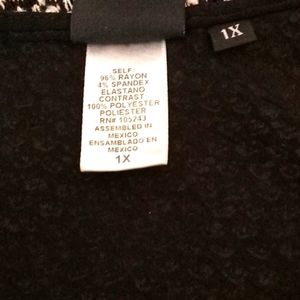 1X
SELF:
96% RAYON
4% SPANDEX
ELASTANO
CONTRAST
100% POLYESTER
POLIESTER
RN# 105243
ASSEMBLED IN
MEXICO
ENSAMBLADO EN
MEXICO
1X